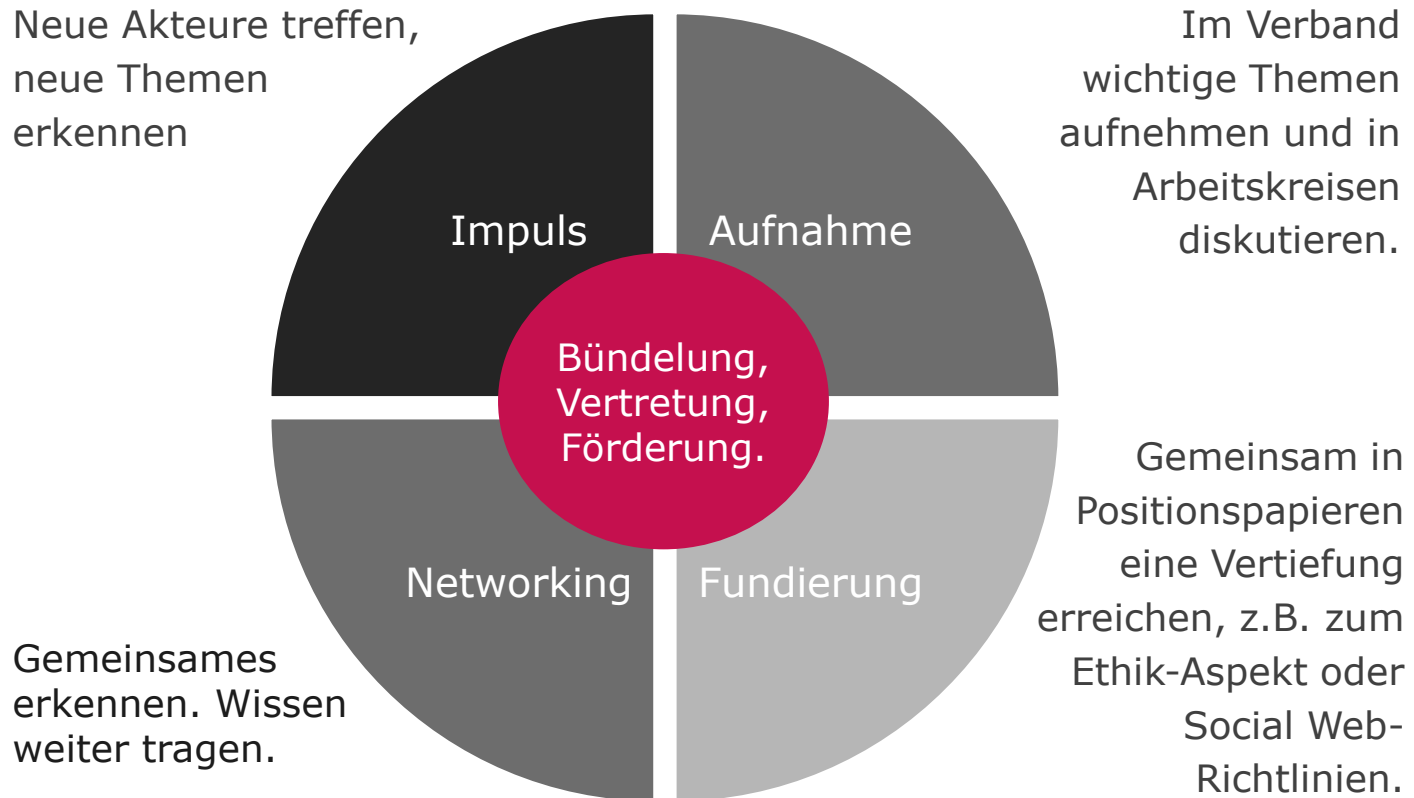 Neue Akteure treffen,
neue Themen
erkennen
Im Verband
wichtige Themen
aufnehmen und in
Arbeitskreisen
diskutieren.
Impuls
Aufnahme
Bündelung,
Vertretung,
Förderung.
Networking
Fundierung
Gemeinsames
erkennen. Wissen
weiter tragen.
Gemeinsam in
Positionspapieren
eine Vertiefung
erreichen, z.B. zum
Ethik-Aspekt oder
Social Web-
Richtlinien.